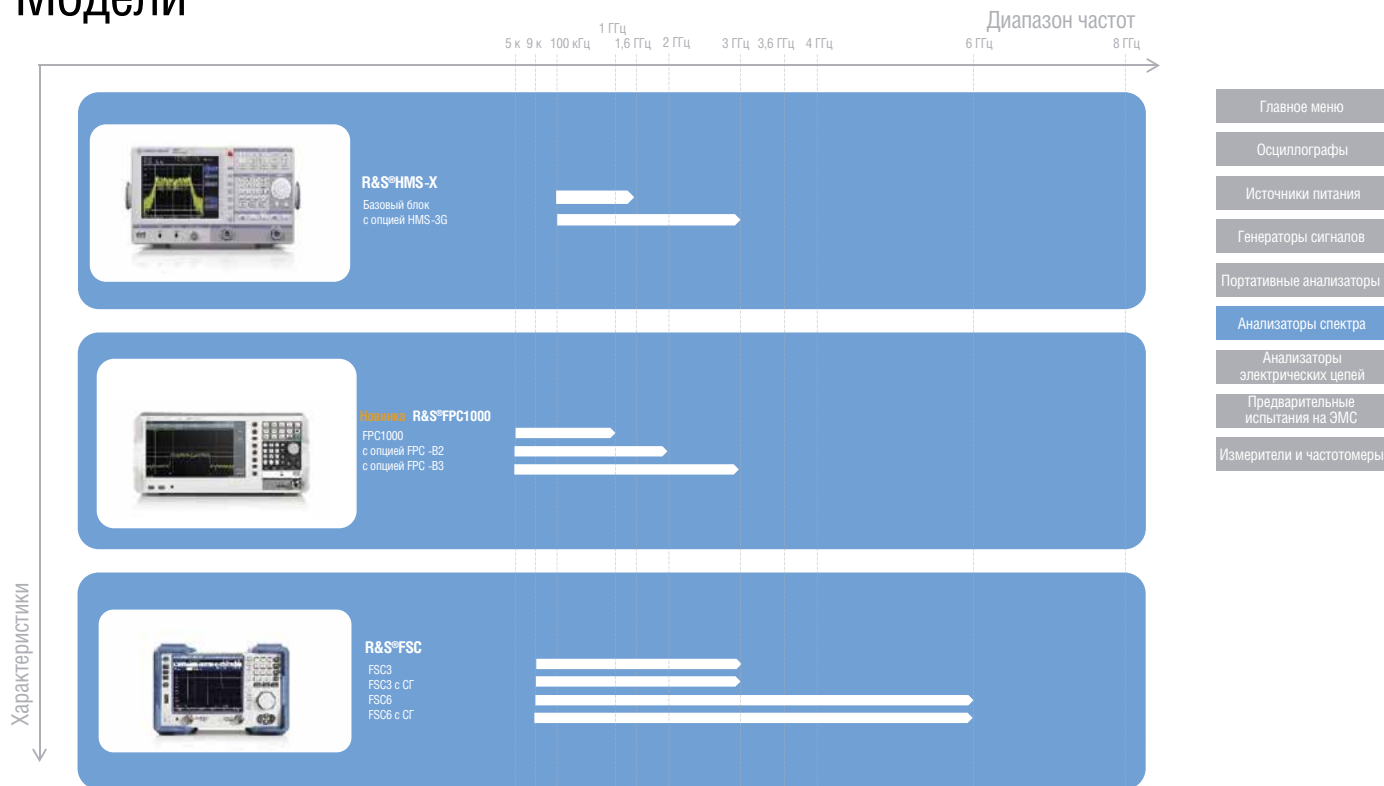 Модели
Диапазон частот
1 ГГц
5 к 9 к 100 кГц 1,6 ГГц 2 ГГц 3 ГГц 3,6 ГГц 4 ГГц 6 ГГц 8 ГГц
Характеристики
R&S®HMS-X
Базовый блок
с опцией HMS-3G
Новинка R&S®FPC1000
FPC1000
с опцией FPC -B2
с опцией FPC -B3
R&S®FSC
FSC3
FSC3 с СГ
FSC6
FSC6 с СГ
Главное меню
Осциллографы
Источники питания
Генераторы сигналов
Портативные анализаторы
Анализаторы спектра
Анализаторы
электрических цепей
Предварительные
испытания на ЭМС
Измерители и частотомеры